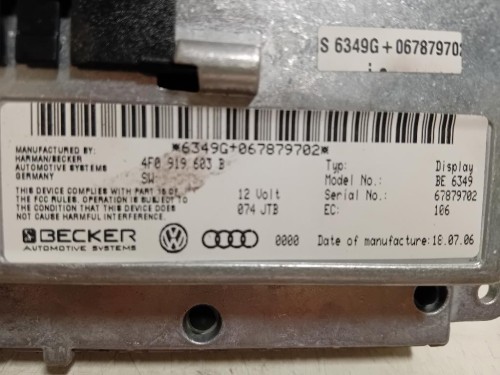 S 6349G+067879702
*6349G+067879702*
MANUFACTURED BY:
HARMAN/BECKER
AUTOMOTIVE SYSTEMS
GERMANY
4F0 919 603 B
SW
Typ: Display
Model No.: BE 6349
Serial No.: 67879702
EC: 106
THIS DEVICE COMPLIES WITH PART 15 OF
THE FCC RULES. OPERATION IS SUBJECT TO
THE CONDITION THAT THIS DEVICE DOES
NOT CAUSE HARMFUL INTERFERENCE.
12 Volt
074 JTB
BECKER
AUTOMOTIVE SYSTEMS
0000
Date of manufacture: 18.07.06